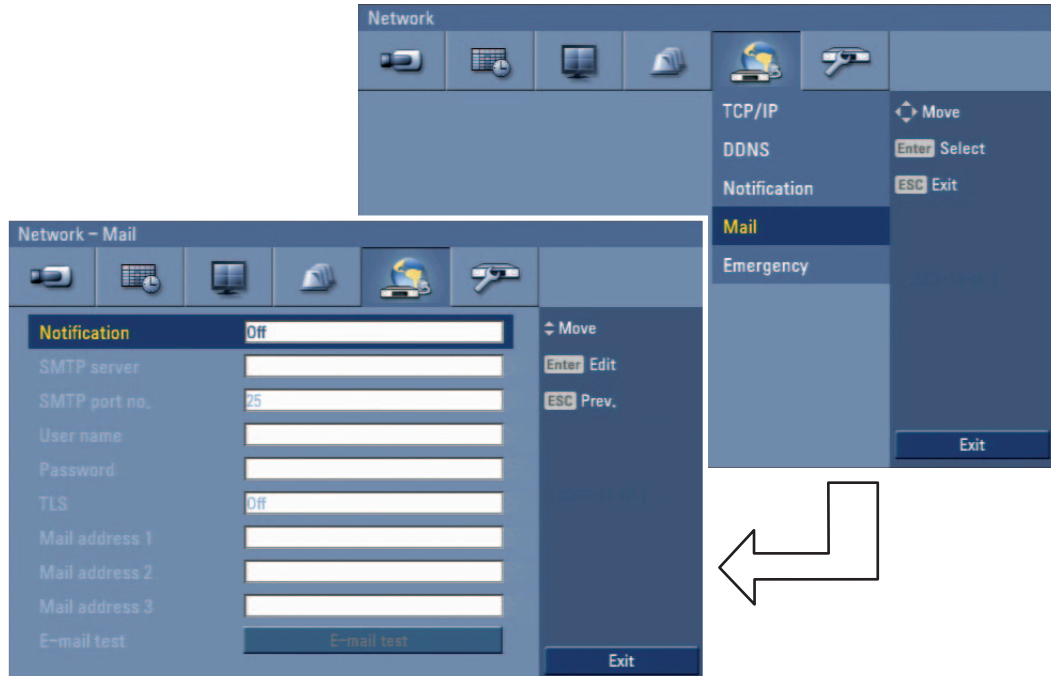 Network
TCP/IP
DDNS
Notification
Mail
Emergency
Move
Enter Select
ESC Exit
Exit
Network - Mail
Notification Off
SMTP server
SMTP port no. 25
User name
Password
TLS Off
Mail address 1
Mail address 2
Mail address 3
E-mail test E-mail test
Move
Enter Edit
ESC Prev.
Exit